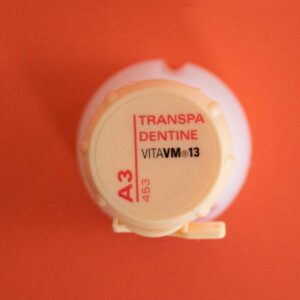 TRANSPA
DENTINE
VITAVM®13
A3
453